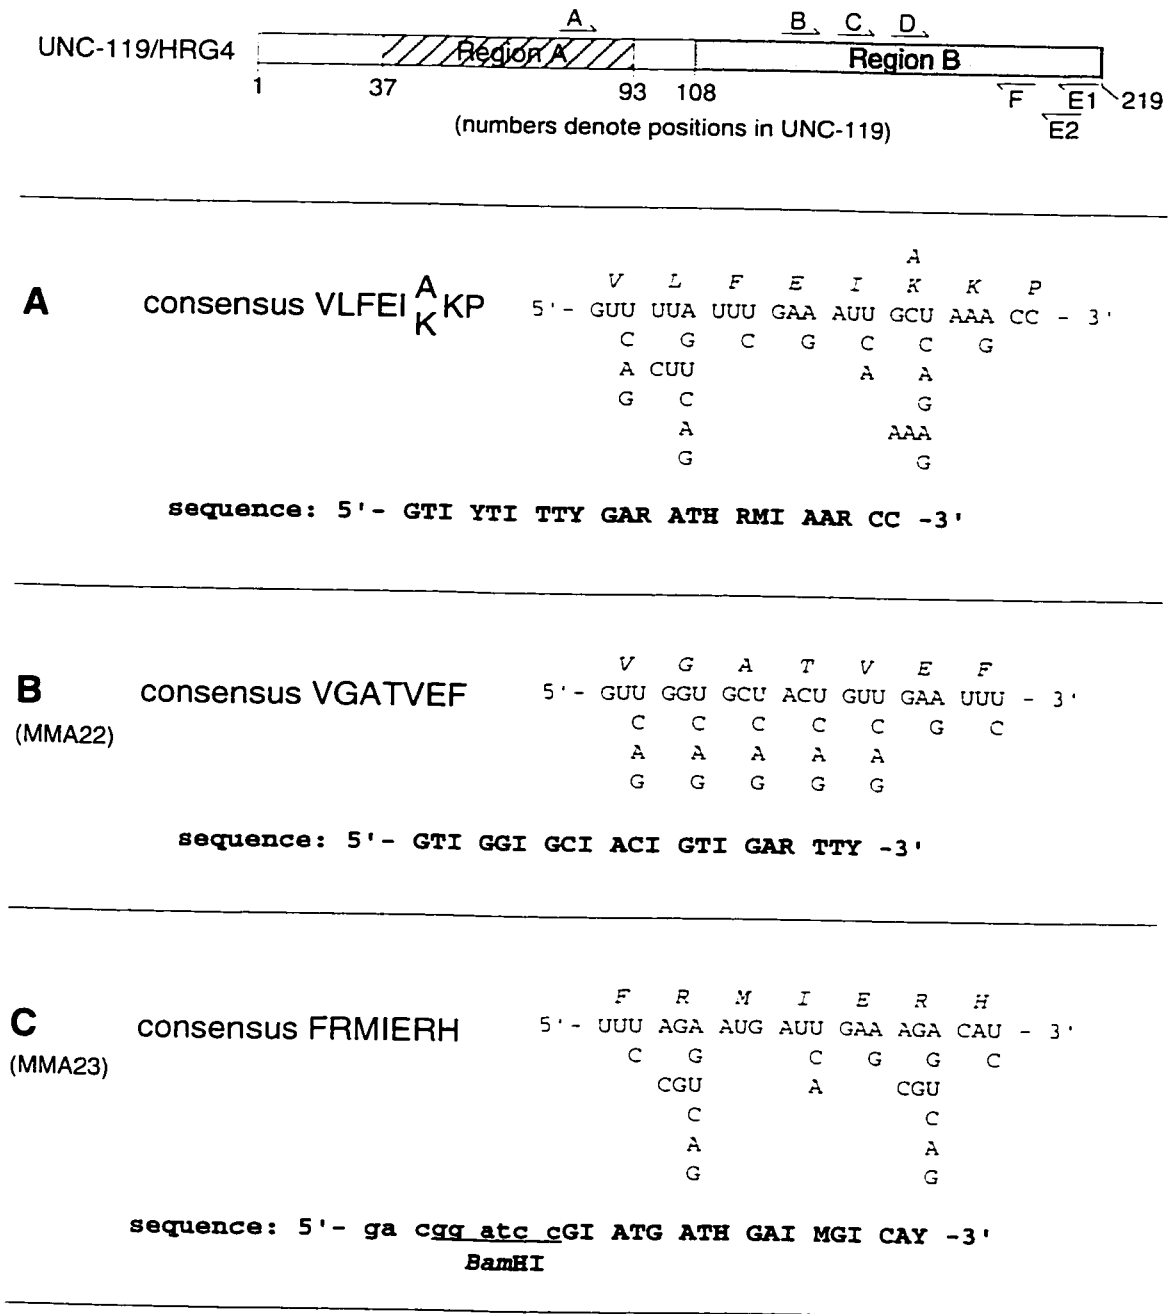 A
B C D
UNC-119/HRG4
Region A
Region B
1 37 93 108 F E1 219
E2
(numbers denote positions in UNC-119)
A
V L F E I K K P
A consensus VLFEI A/K KP 5'- GUU UUA UUU GAA AUU GCU AAA CC - 3'
C G C G C C G
A CUU A A
G C G
A AAA
G G
sequence: 5'- GTI YTI TTY GAR ATH RMI AAR CC -3'
V G A T V E F
B consensus VGATVEF 5'- GUU GGU GCU ACU GUU GAA UUU - 3'
(MMA22)
C C C C C G C
A A A A A
G G G G G
sequence: 5'- GTI GGI GCI ACI GTI GAR TTY -3'
F R M I E R H
C consensus FRMIERH 5'- UUU AGA AUG AUU GAA AGA CAU - 3'
(MMA23)
C G C G G C
CGU A CGU
C C
A A
G G
sequence: 5'- ga cgg atc cGI ATG ATH GAI MGI CAY -3'
BamHI